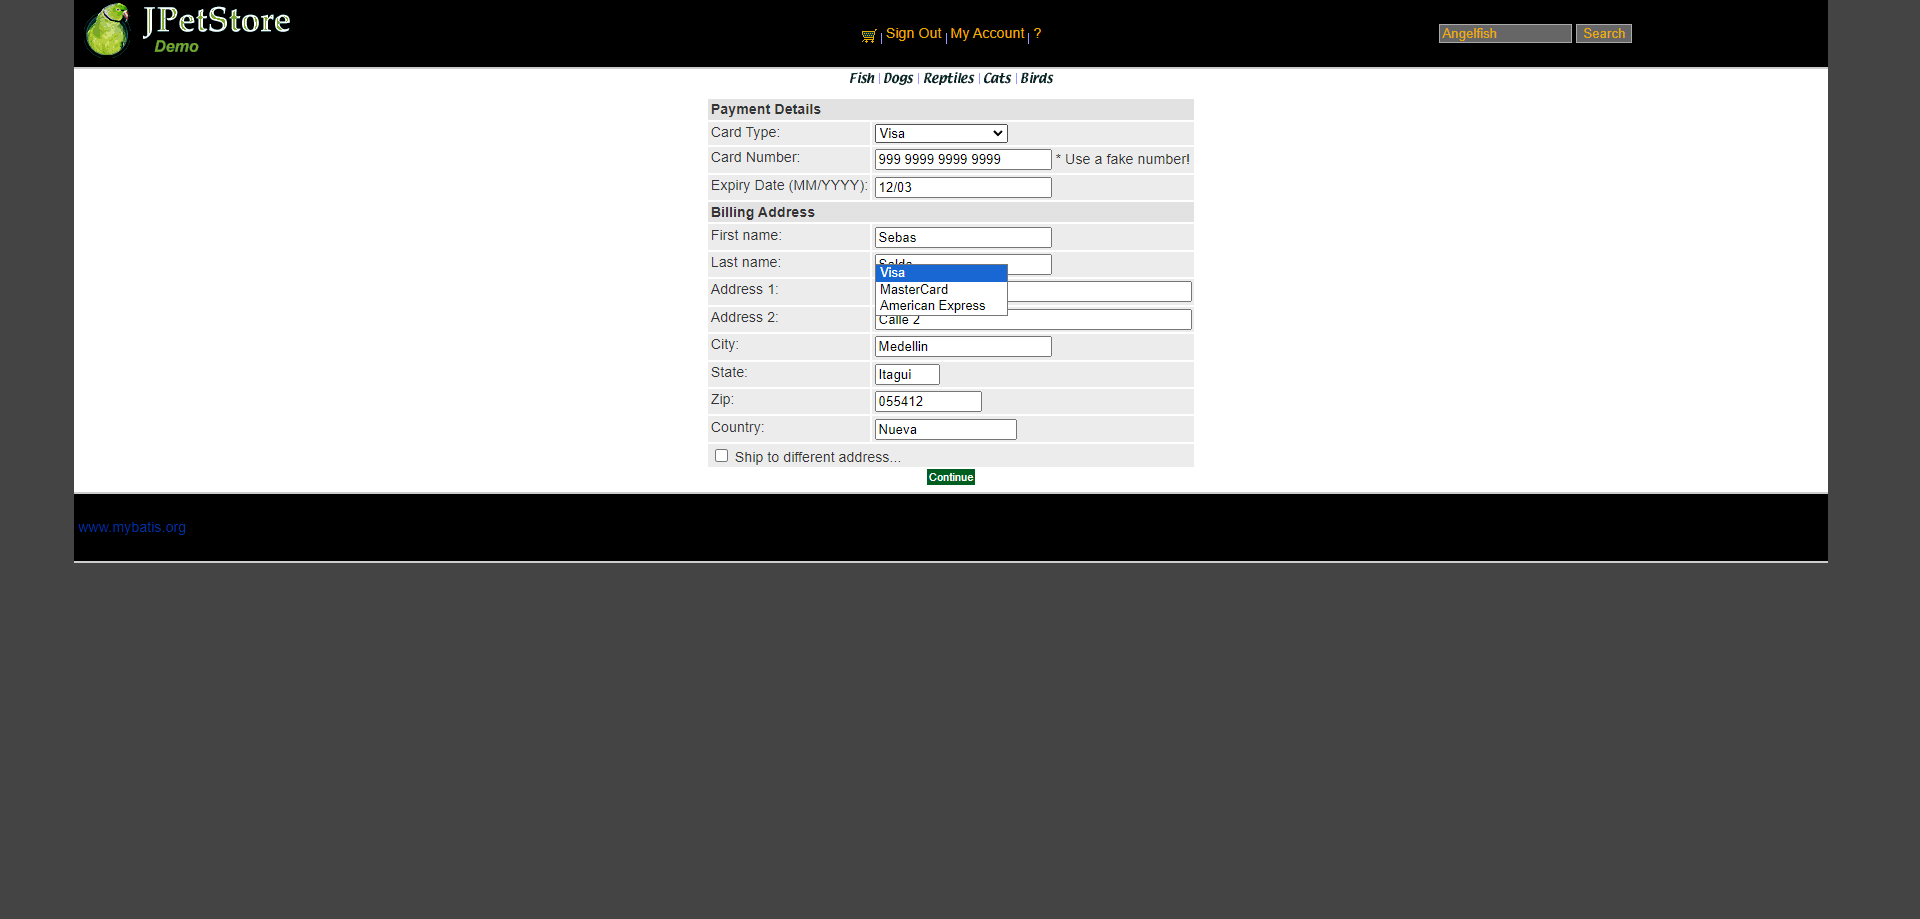 JPetStore
Demo
Sign Out | My Account | ?
Angelfish Search
Fish | Dogs | Reptiles | Cats | Birds
Payment Details
Card Type: Visa
Card Number: 999 9999 9999 9999 * Use a fake number!
Expiry Date (MM/YYYY): 12/03
Billing Address
First name: Sebas
Last name:
Visa
Address 1: MasterCard
American Express
Address 2: Calle 2
City: Medellin
State: Itagui
Zip: 055412
Country: Nueva
Ship to different address...
Continue
www.mybatis.org